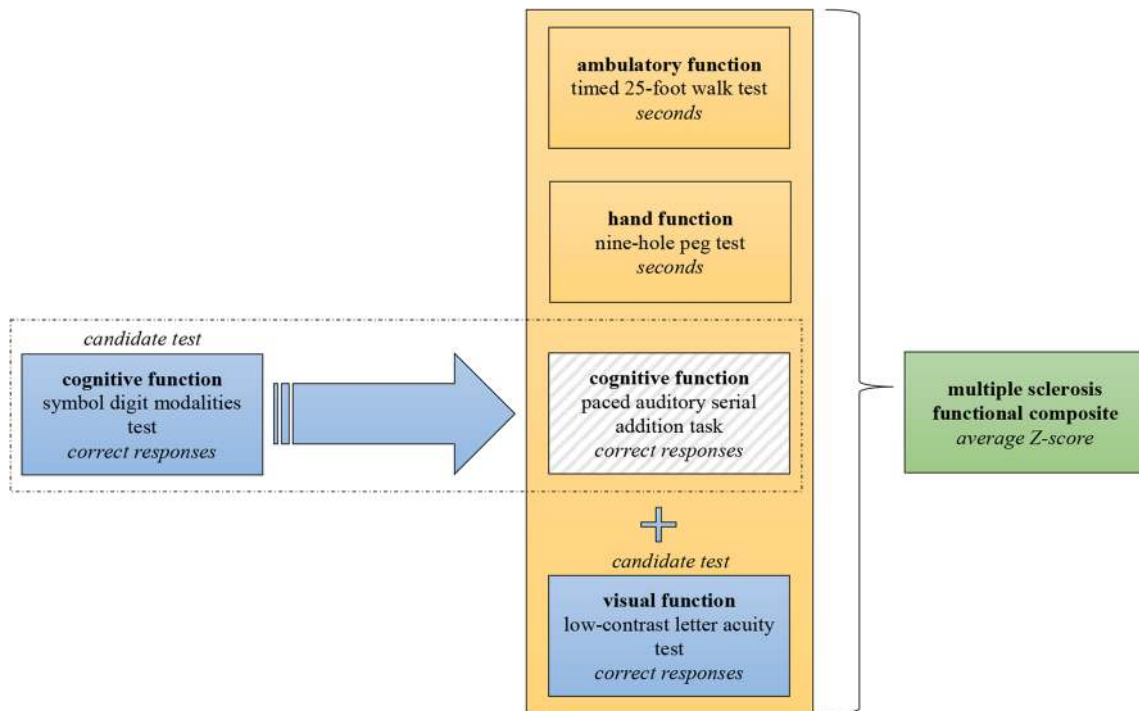 ambulatory function
timed 25-foot walk test
seconds
hand function
nine-hole peg test
seconds
candidate test
cognitive function
symbol digit modalities
test
correct responses
cognitive function
paced auditory serial
addition task
correct responses
multiple sclerosis
functional composite
average Z-score
+
candidate test
visual function
low-contrast letter acuity
test
correct responses